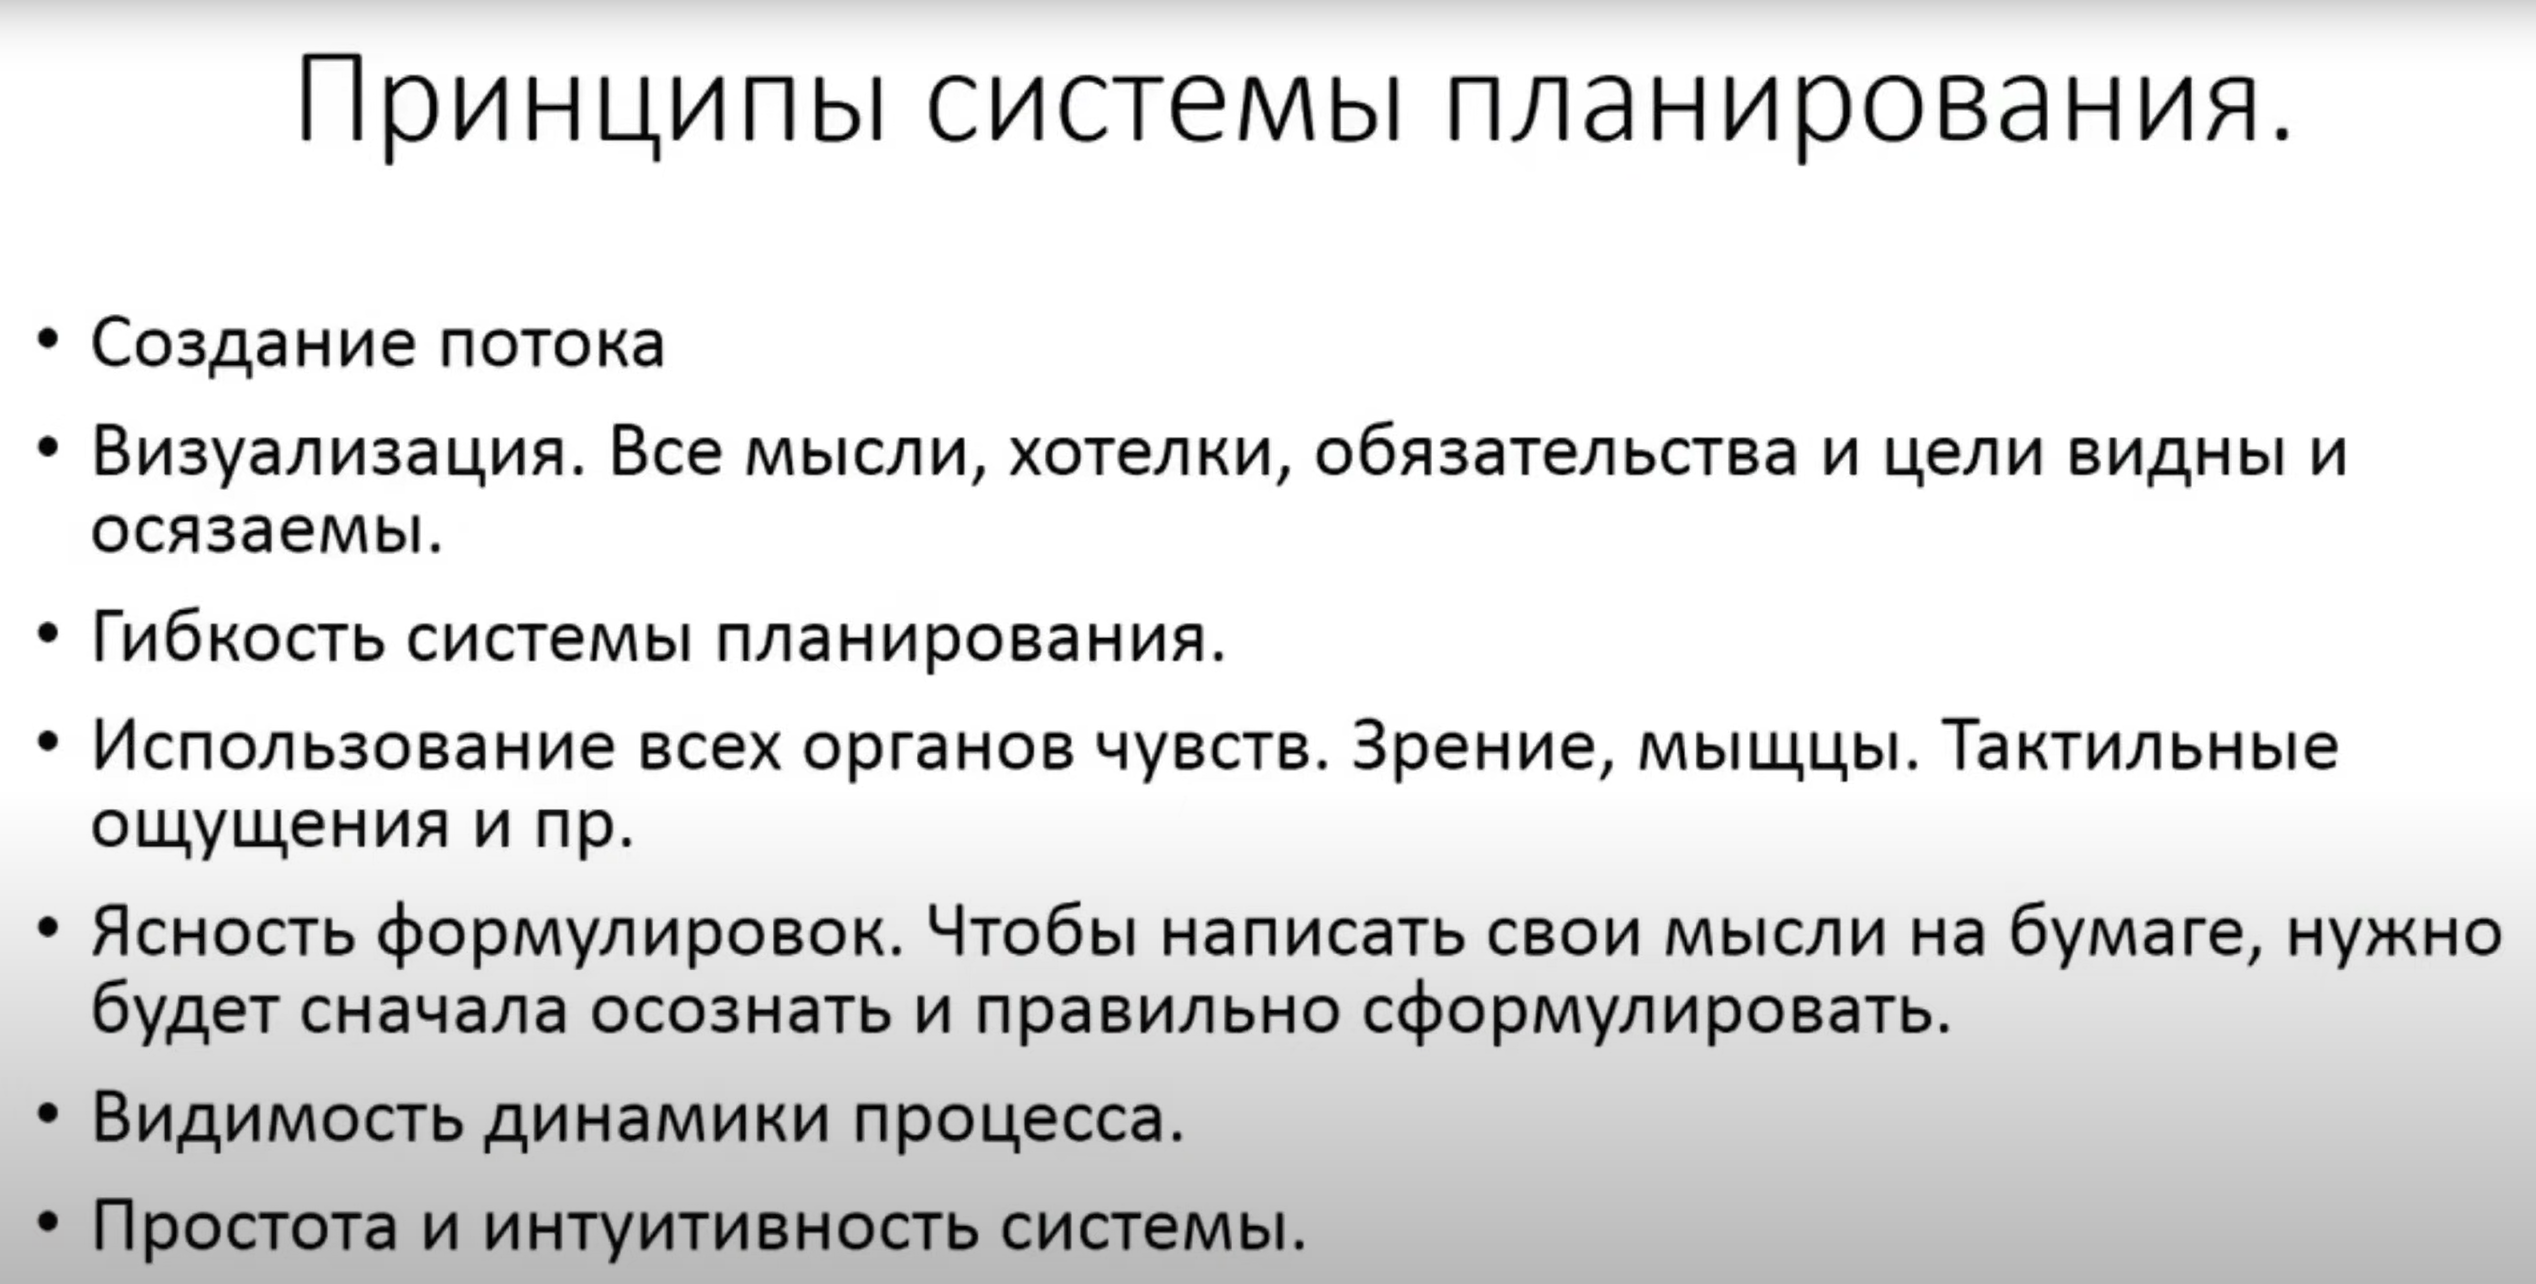 Принципы системы планирования.
• Создание потока
• Визуализация. Все мысли, хотелки, обязательства и цели видны и
осязаемы.
• Гибкость системы планирования.
• Использование всех органов чувств. Зрение, мыщцы. Тактильные
ощущения и пр.
• Ясность формулировок. Чтобы написать свои мысли на бумаге, нужно
будет сначала осознать и правильно сформулировать.
• Видимость динамики процесса.
• Простота и интуитивность системы.